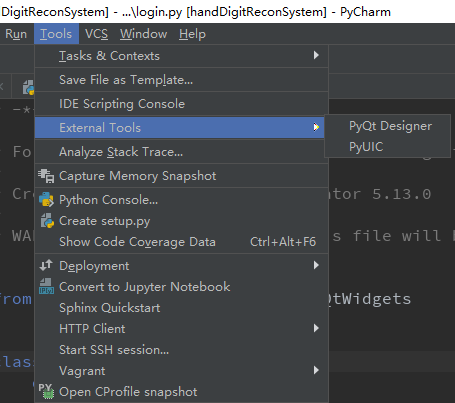 DigitReconSystem] - ...\login.py [handDigitReconSystem] - PyCharm
Run Tools VCS Window Help
Tasks & Contexts
Save File as Template...
IDE Scripting Console
External Tools
PyQt Designer
PyUIC
Analyze Stack Trace...
Capture Memory Snapshot
Python Console...
Create setup.py
Show Code Coverage Data Ctrl+Alt+F6
Deployment
Convert to Jupyter Notebook
Sphinx Quickstart
HTTP Client
Start SSH session...
Vagrant
Open CProfile snapshot
-*
Fo
Cr ator 5.13.0
WA s file will b
from QtWidgets
clas